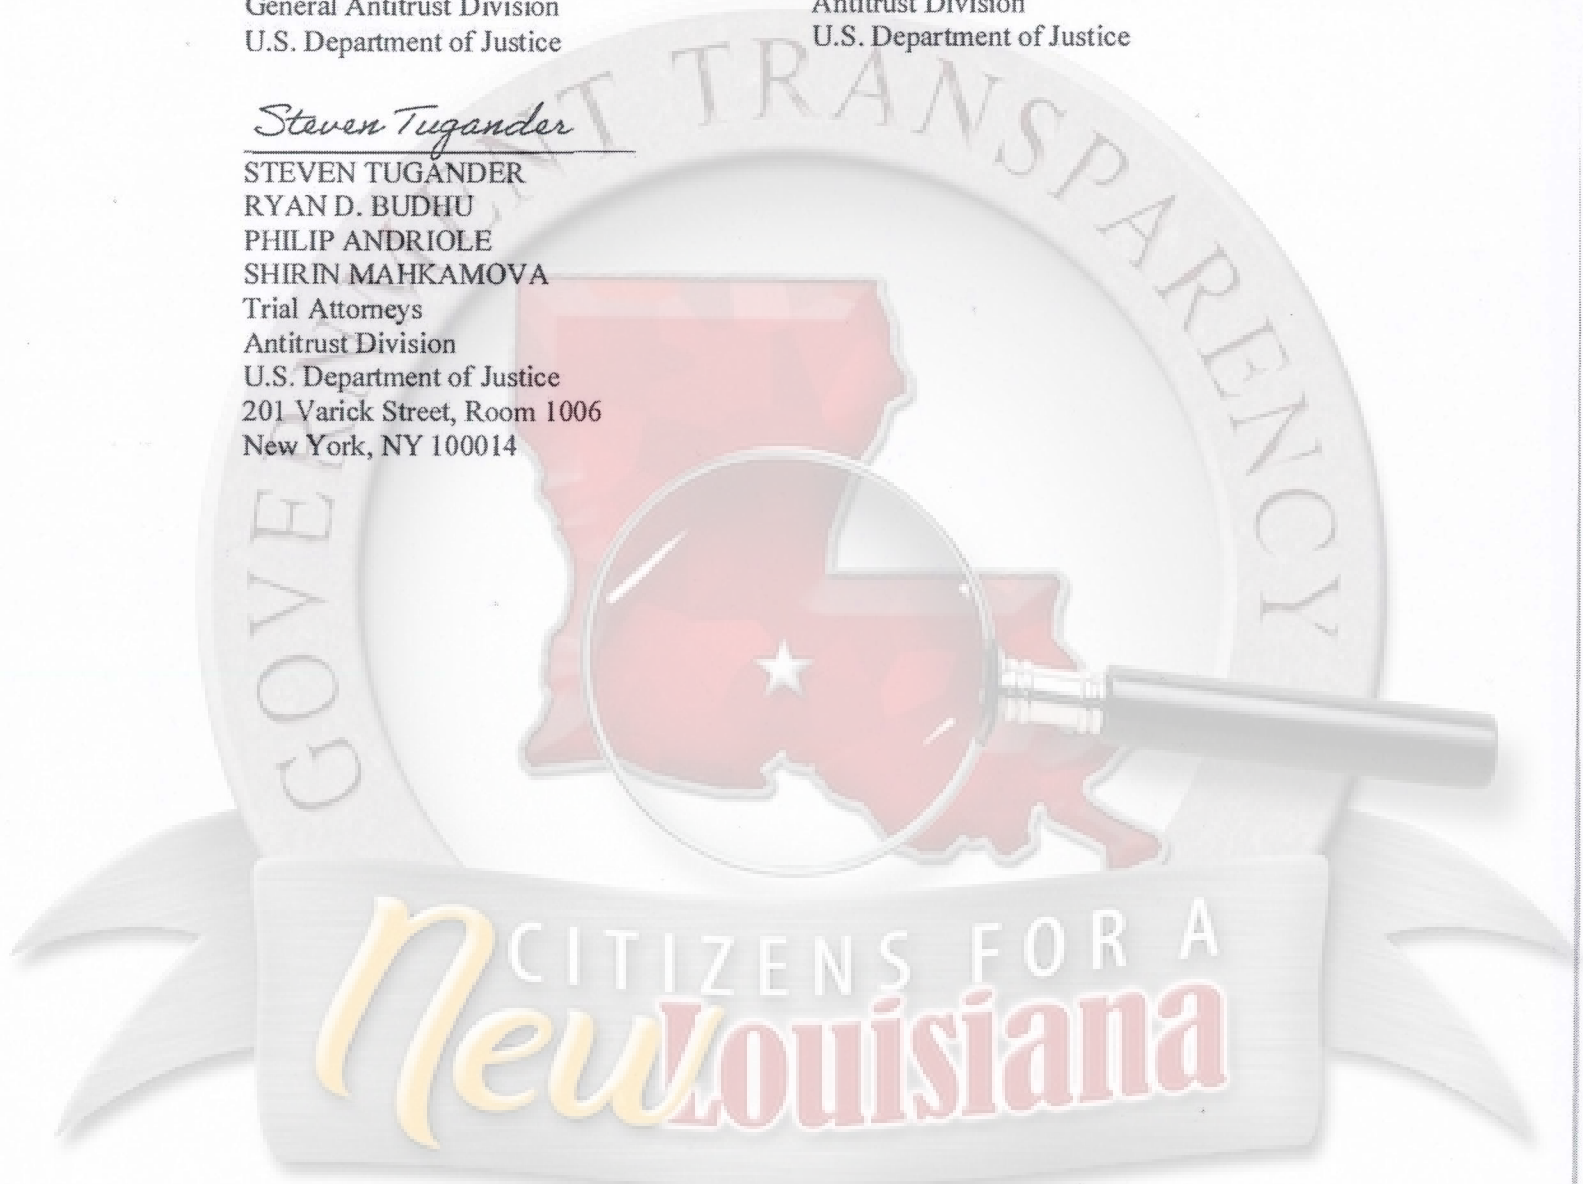 General Antitrust Division
U.S. Department of Justice
Antitrust Division
U.S. Department of Justice
Steven Tugander
STEVEN TUGANDER
RYAN D. BUDHU
PHILIP ANDRIOLE
SHIRIN MAHKAMOVA
Trial Attorneys
Antitrust Division
U.S. Department of Justice
201 Varick Street, Room 1006
New York, NY 100014
GOVERNMENT TRANSPARENCY
CITIZENS FOR A
New Louisiana